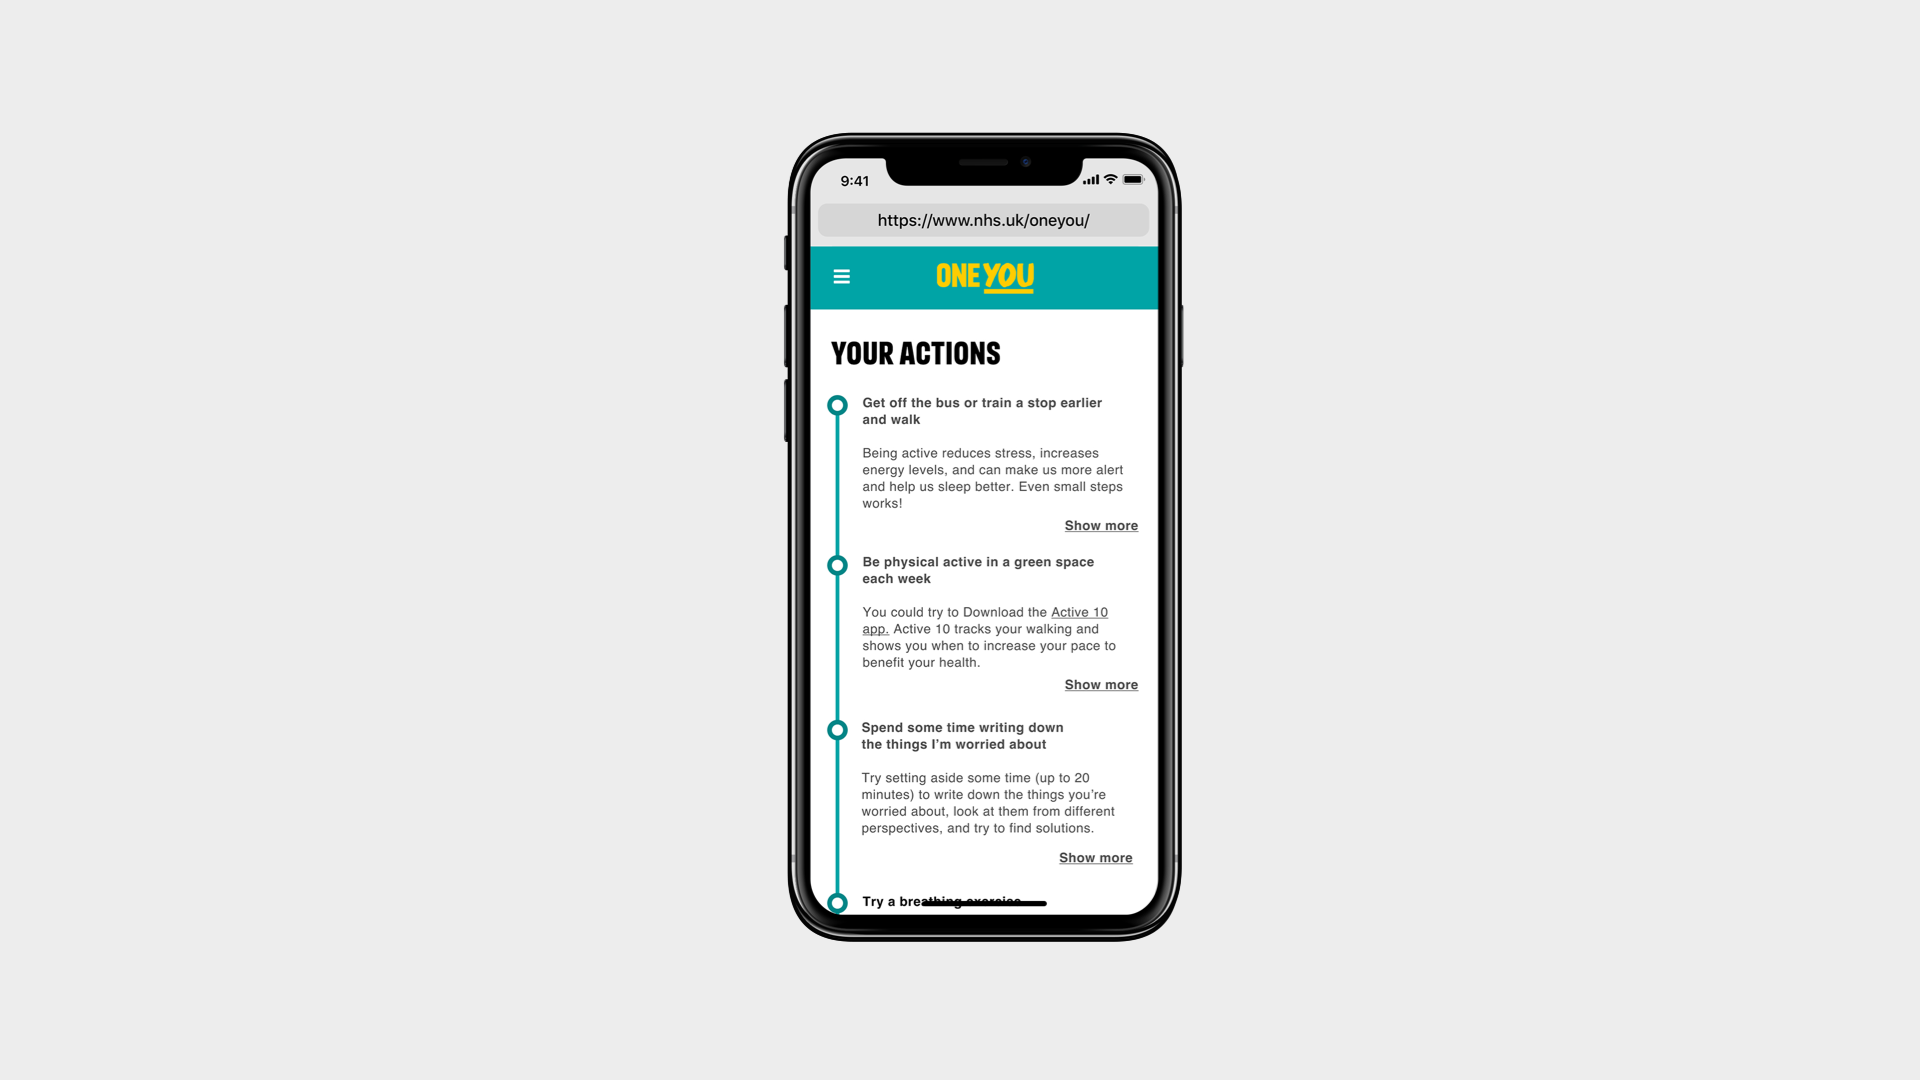 9:41
https://www.nhs.uk/oneyou/
ONE YOU
YOUR ACTIONS
Get off the bus or train a stop earlier
and walk
Being active reduces stress, increases
energy levels, and can make us more alert
and help us sleep better. Even small steps
works!
Show more
Be physical active in a green space
each week
You could try to Download the Active 10
app. Active 10 tracks your walking and
shows you when to increase your pace to
benefit your health.
Show more
Spend some time writing down
the things I’m worried about
Try setting aside some time (up to 20
minutes) to write down the things you’re
worried about, look at them from different
perspectives, and try to find solutions.
Show more
Try a breathing exercise